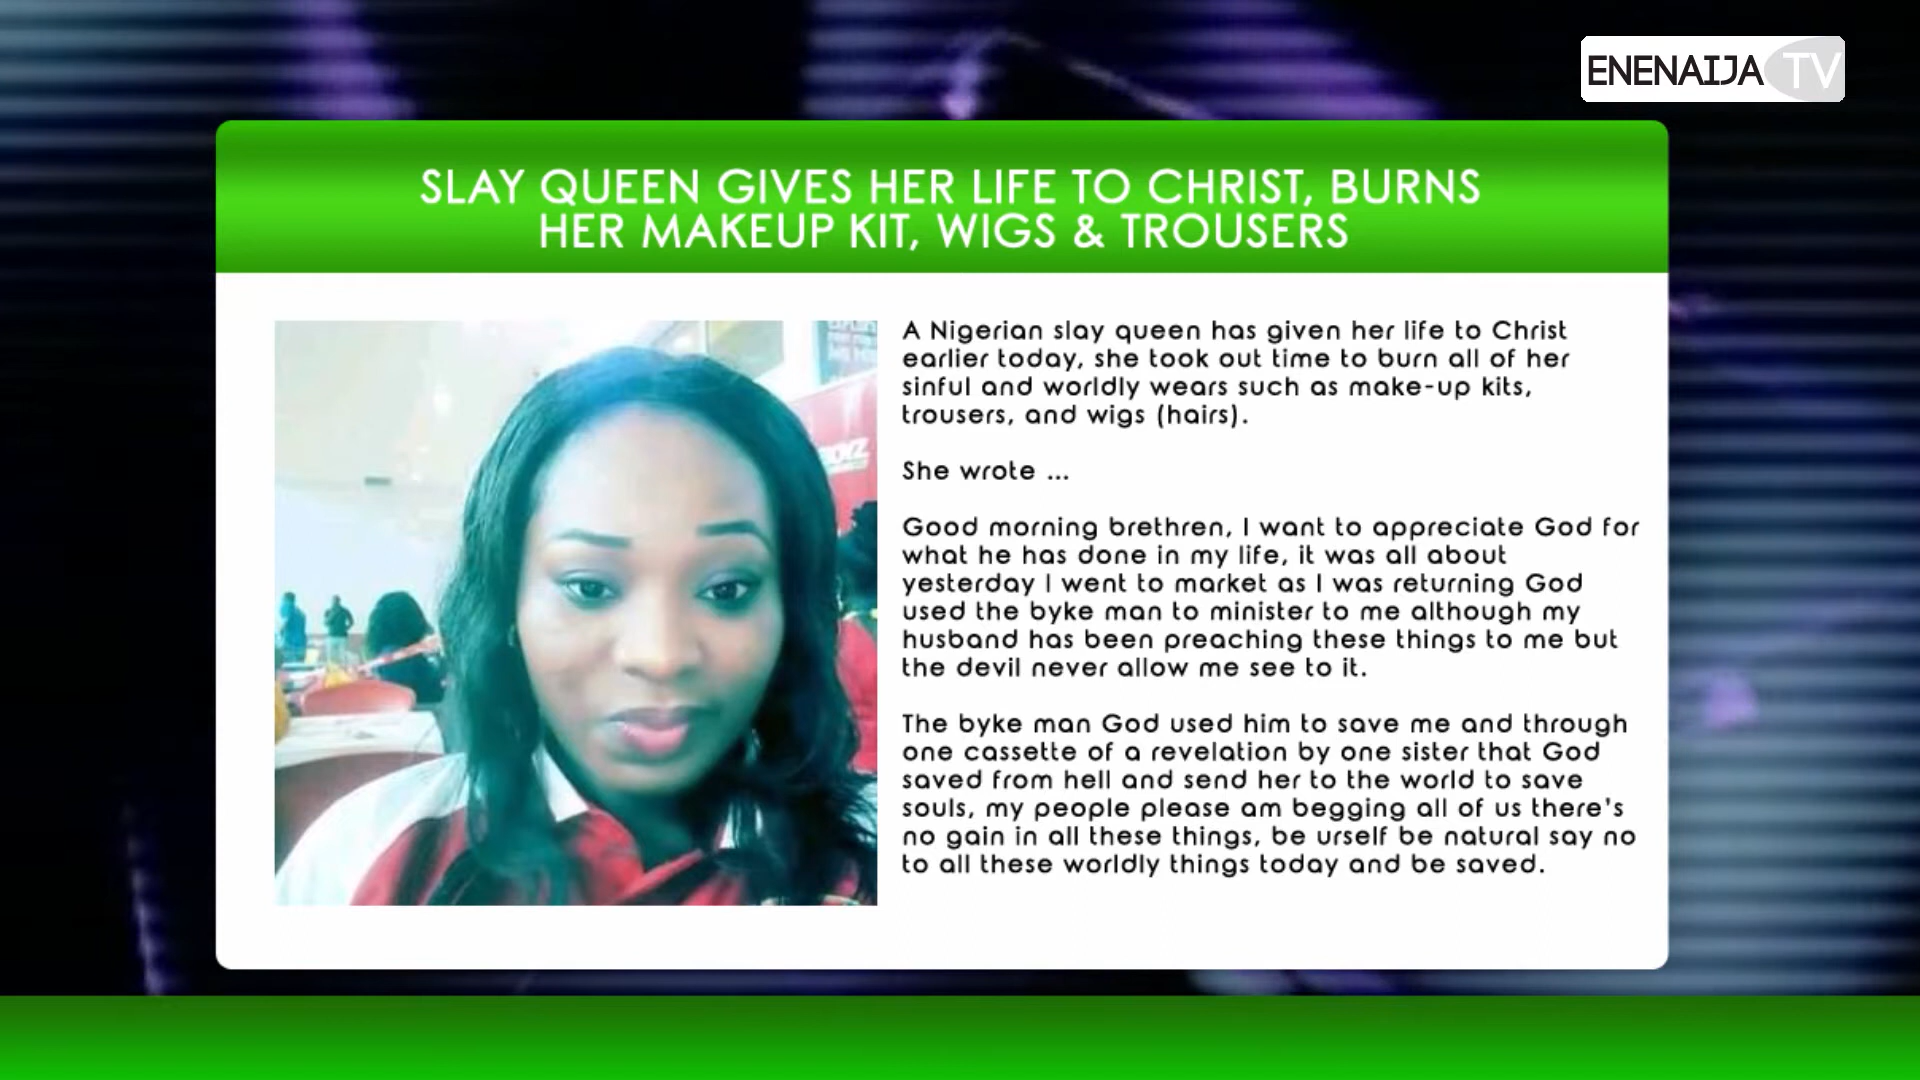 ENENAIJA TV
SLAY QUEEN GIVES HER LIFE TO CHRIST, BURNS
HER MAKEUP KIT, WIGS & TROUSERS
A Nigerian slay queen has given her life to Christ
earlier today, she took out time to burn all of her
sinful and worldly wears such as make-up kits,
trousers, and wigs (hairs).
She wrote ...
Good morning brethren, I want to appreciate God for
what he has done in my life, it was all about
yesterday I went to market as I was returning God
used the byke man to minister to me although my
husband has been preaching these things to me but
the devil never allow me see to it.
The byke man God used him to save me and through
one cassette of a revelation by one sister that God
saved from hell and send her to the world to save
souls, my people please am begging all of us there's
no gain in all these things, be urself be natural say no
to all these worldly things today and be saved.